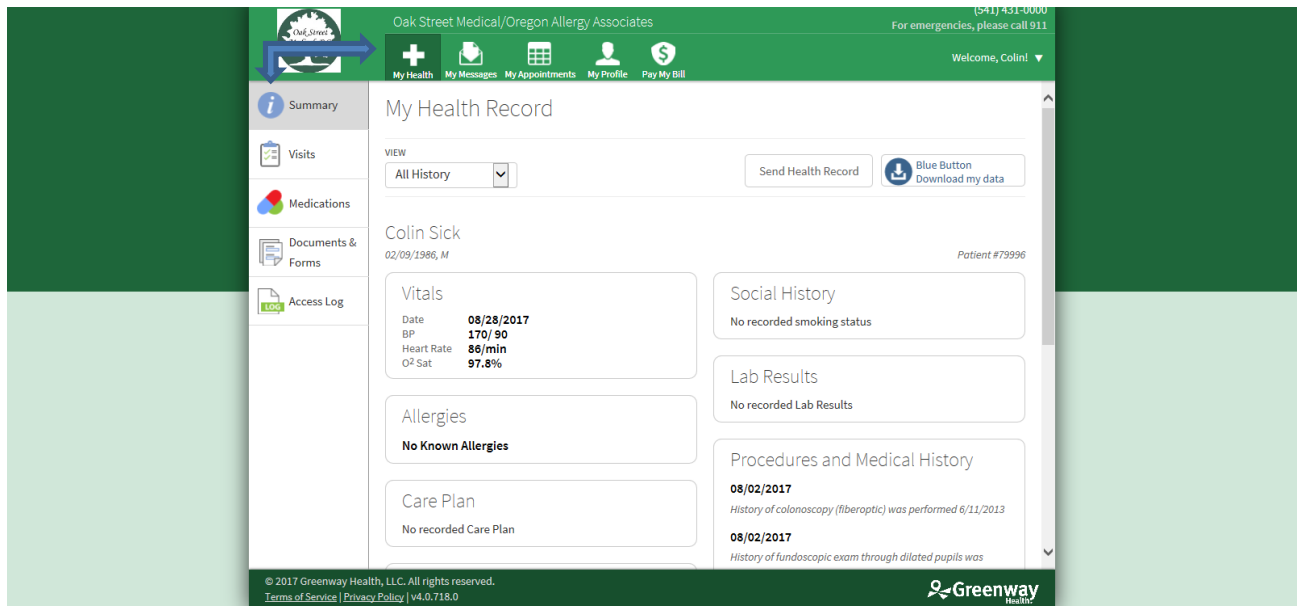 (541) 431-0000
Oak Street Medical/Oregon Allergy Associates
For emergencies, please call 911
Oak Street
My Health
My Messages
My Appointments
My Profile
Pay My Bill
Welcome, Colin!
Summary
Visits
Medications
Documents &
Forms
LOG
Access Log
My Health Record
VIEW
All History
Send Health Record
Blue Button
Download my data
Colin Sick
02/09/1986, M
Patient #79996
Vitals
Date 08/28/2017
BP 170/ 90
Heart Rate 86/min
O2 Sat 97.8%
Allergies
No Known Allergies
Care Plan
No recorded Care Plan
Social History
No recorded smoking status
Lab Results
No recorded Lab Results
Procedures and Medical History
08/02/2017
History of colonoscopy (fiberoptic) was performed 6/11/2013
08/02/2017
History of fundoscopic exam through dilated pupils was
© 2017 Greenway Health, LLC. All rights reserved.
Terms of Service | Privacy Policy | v4.0.718.0
Greenway
Health